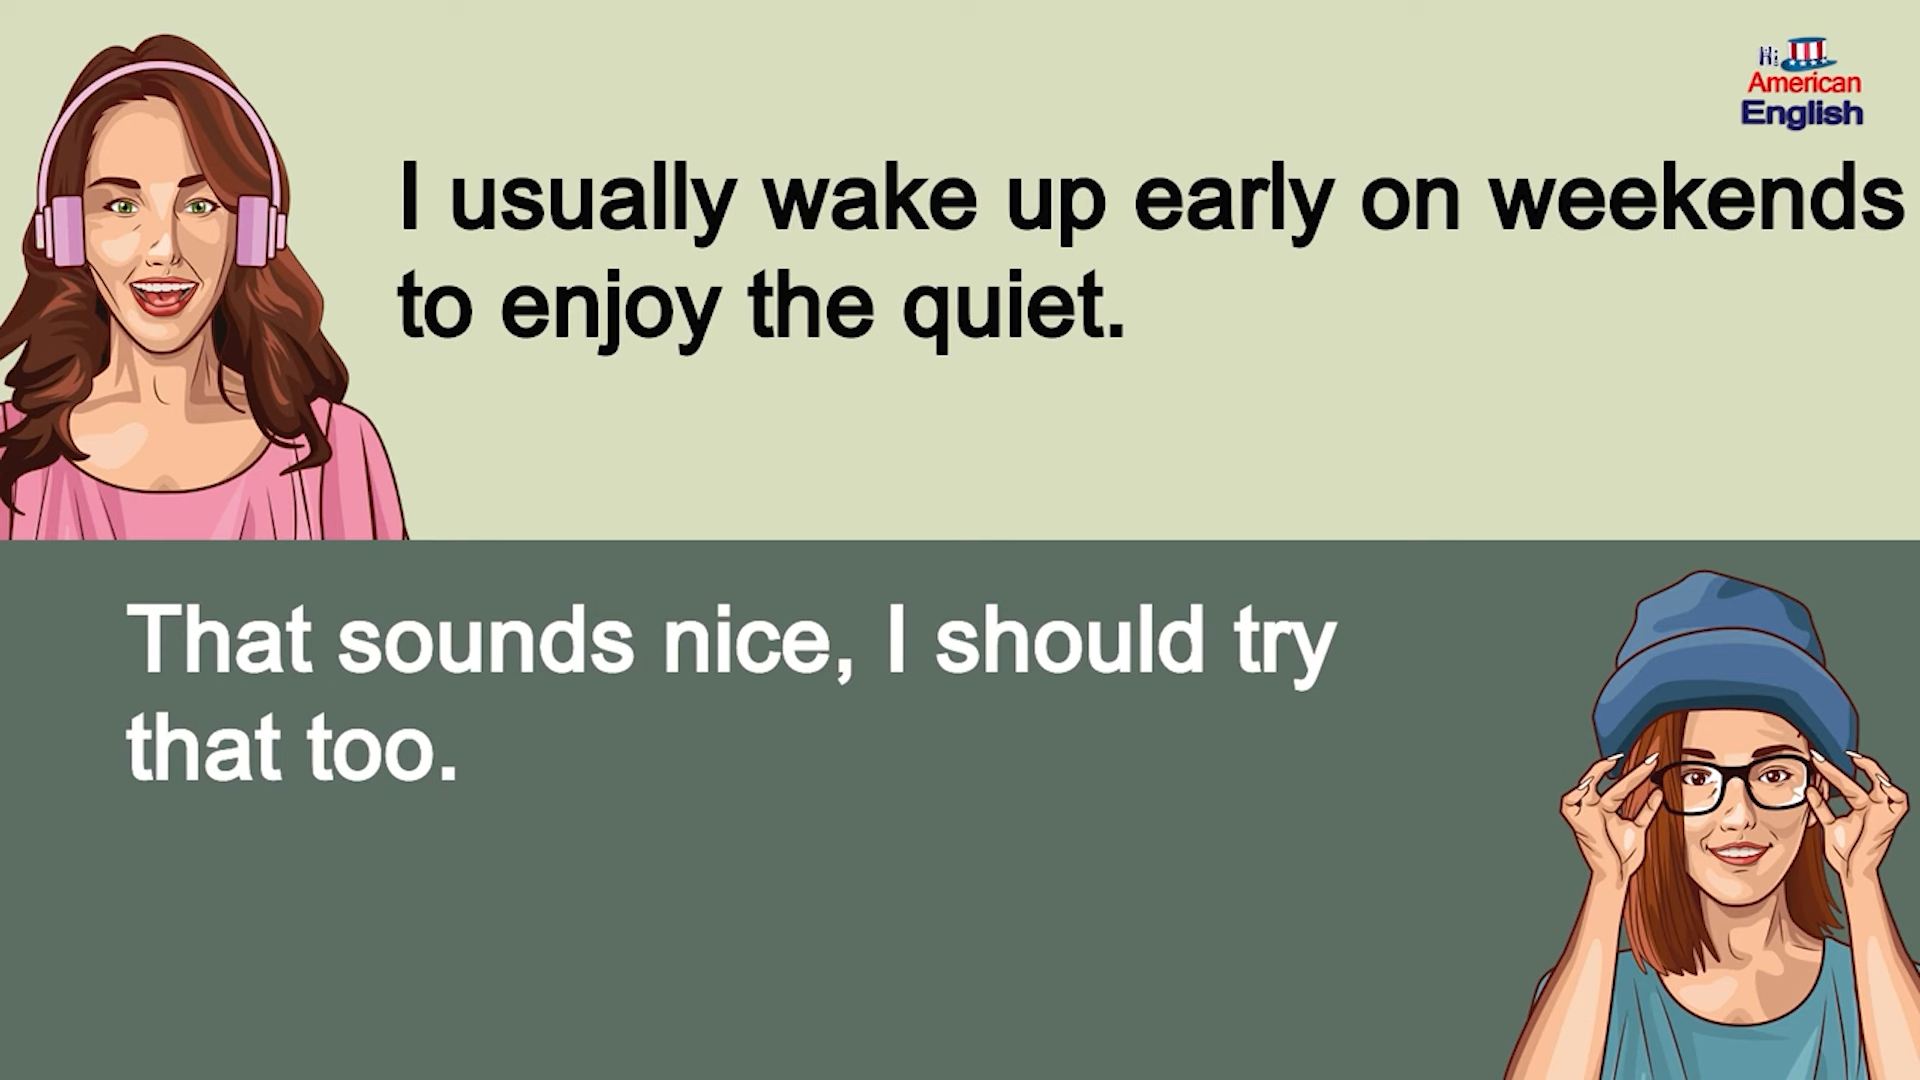 Hi
American
English
I usually wake up early on weekends
to enjoy the quiet.
That sounds nice, I should try
that too.